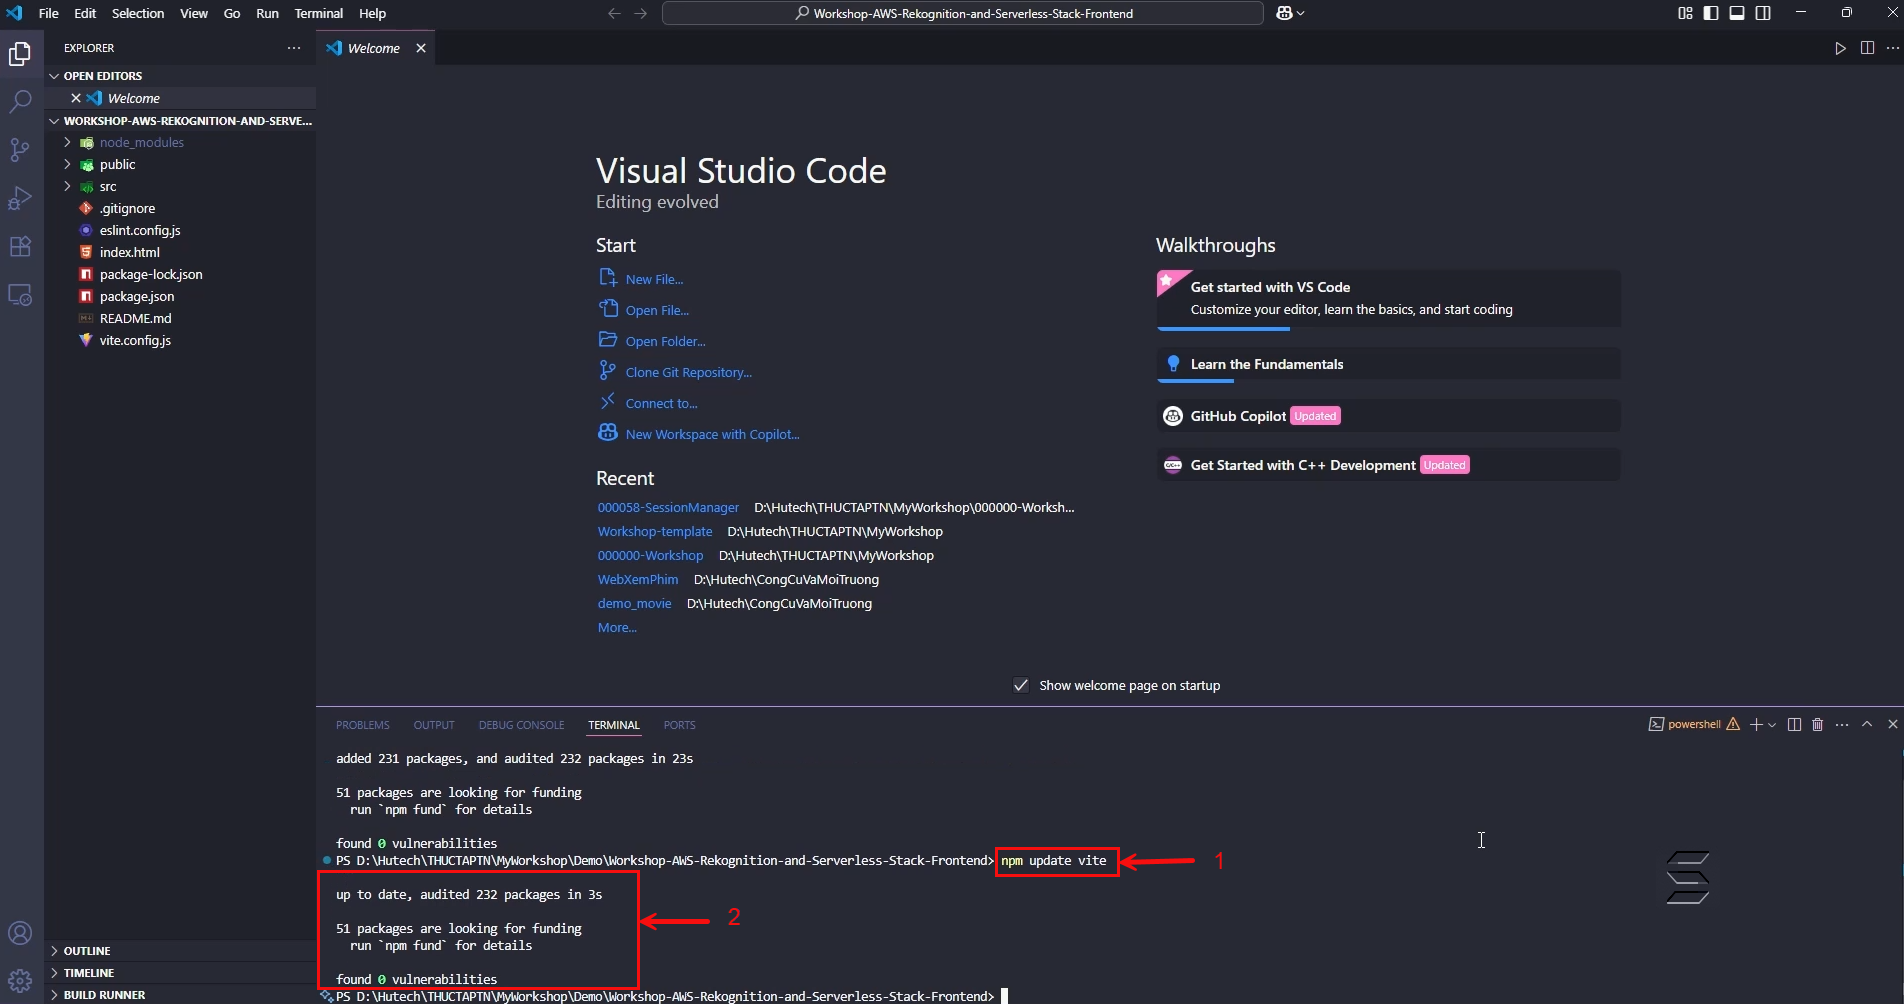 File Edit Selection View Go Run Terminal Help
Workshop-AWS-Rekognition-and-Serverless-Stack-Frontend
EXPLORER
OPEN EDITORS
Welcome
WORKSHOP-AWS-REKOGNITION-AND-SERVE...
node_modules
public
src
.gitignore
eslint.config.js
index.html
package-lock.json
package.json
README.md
vite.config.js
OUTLINE
TIMELINE
BUILD RUNNER
Welcome
Visual Studio Code
Editing evolved
Start
New File...
Open File...
Open Folder...
Clone Git Repository...
Connect to...
New Workspace with Copilot...
Recent
000058-SessionManager D:\Hutech\THUCTAPTN\MyWorkshop\000000-Worksh...
Workshop-template D:\Hutech\THUCTAPTN\MyWorkshop
000000-Workshop D:\Hutech\THUCTAPTN\MyWorkshop
WebXemPhim D:\Hutech\CongCuVaMoiTruong
demo_movie D:\Hutech\CongCuVaMoiTruong
More...
Walkthroughs
Get started with VS Code
Customize your editor, learn the basics, and start coding
Learn the Fundamentals
GitHub Copilot Updated
Get Started with C++ Development Updated
Show welcome page on startup
PROBLEMS OUTPUT DEBUG CONSOLE TERMINAL PORTS
powershell
added 231 packages, and audited 232 packages in 23s
51 packages are looking for funding
run `npm fund` for details
found 0 vulnerabilities
PS D:\Hutech\THUCTAPTN\MyWorkshop\Demo\Workshop-AWS-Rekognition-and-Serverless-Stack-Frontend> npm update vite
1
up to date, audited 232 packages in 3s
51 packages are looking for funding
run `npm fund` for details
2
found 0 vulnerabilities
PS D:\Hutech\THUCTAPTN\MyWorkshop\Demo\Workshop-AWS-Rekognition-and-Serverless-Stack-Frontend>